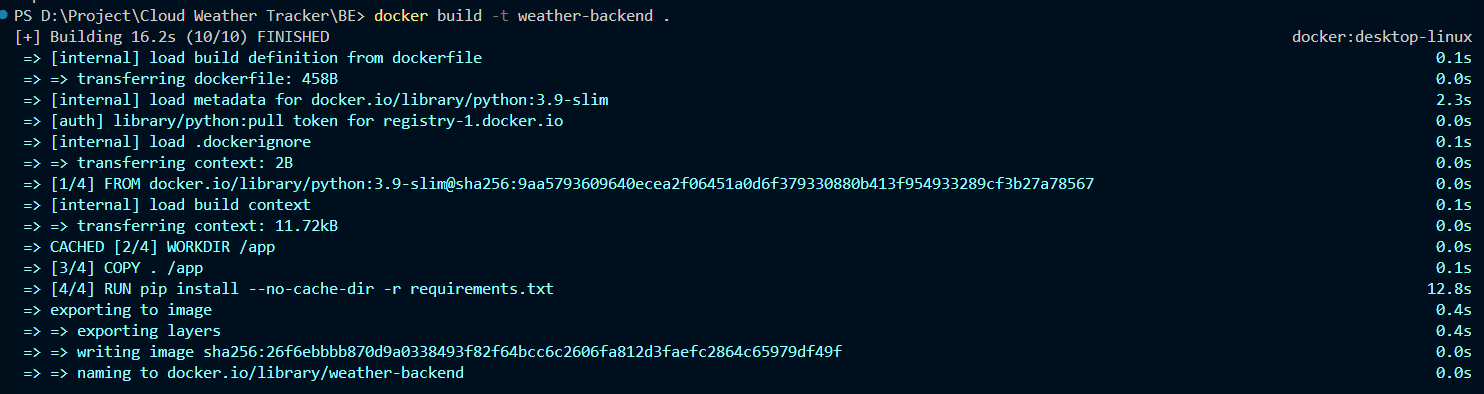 PS D:\Project\Cloud Weather Tracker\BE> docker build -t weather-backend .
[+] Building 16.2s (10/10) FINISHED docker:desktop-linux
=> [internal] load build definition from dockerfile 0.1s
=> => transferring dockerfile: 458B 0.0s
=> [internal] load metadata for docker.io/library/python:3.9-slim 2.3s
=> [auth] library/python:pull token for registry-1.docker.io 0.0s
=> [internal] load .dockerignore 0.1s
=> => transferring context: 2B 0.0s
=> [1/4] FROM docker.io/library/python:3.9-slim@sha256:9aa5793609640ecea2f06451a0d6f379330880b413f954933289cf3b27a78567 0.0s
=> [internal] load build context 0.1s
=> => transferring context: 11.72kB 0.0s
=> CACHED [2/4] WORKDIR /app 0.0s
=> [3/4] COPY . /app 0.1s
=> [4/4] RUN pip install --no-cache-dir -r requirements.txt 12.8s
=> exporting to image 0.4s
=> => exporting layers 0.4s
=> => writing image sha256:26f6ebbbb870d9a0338493f82f64bcc6c2606fa812d3faefc2864c65979df49f 0.0s
=> => naming to docker.io/library/weather-backend 0.0s